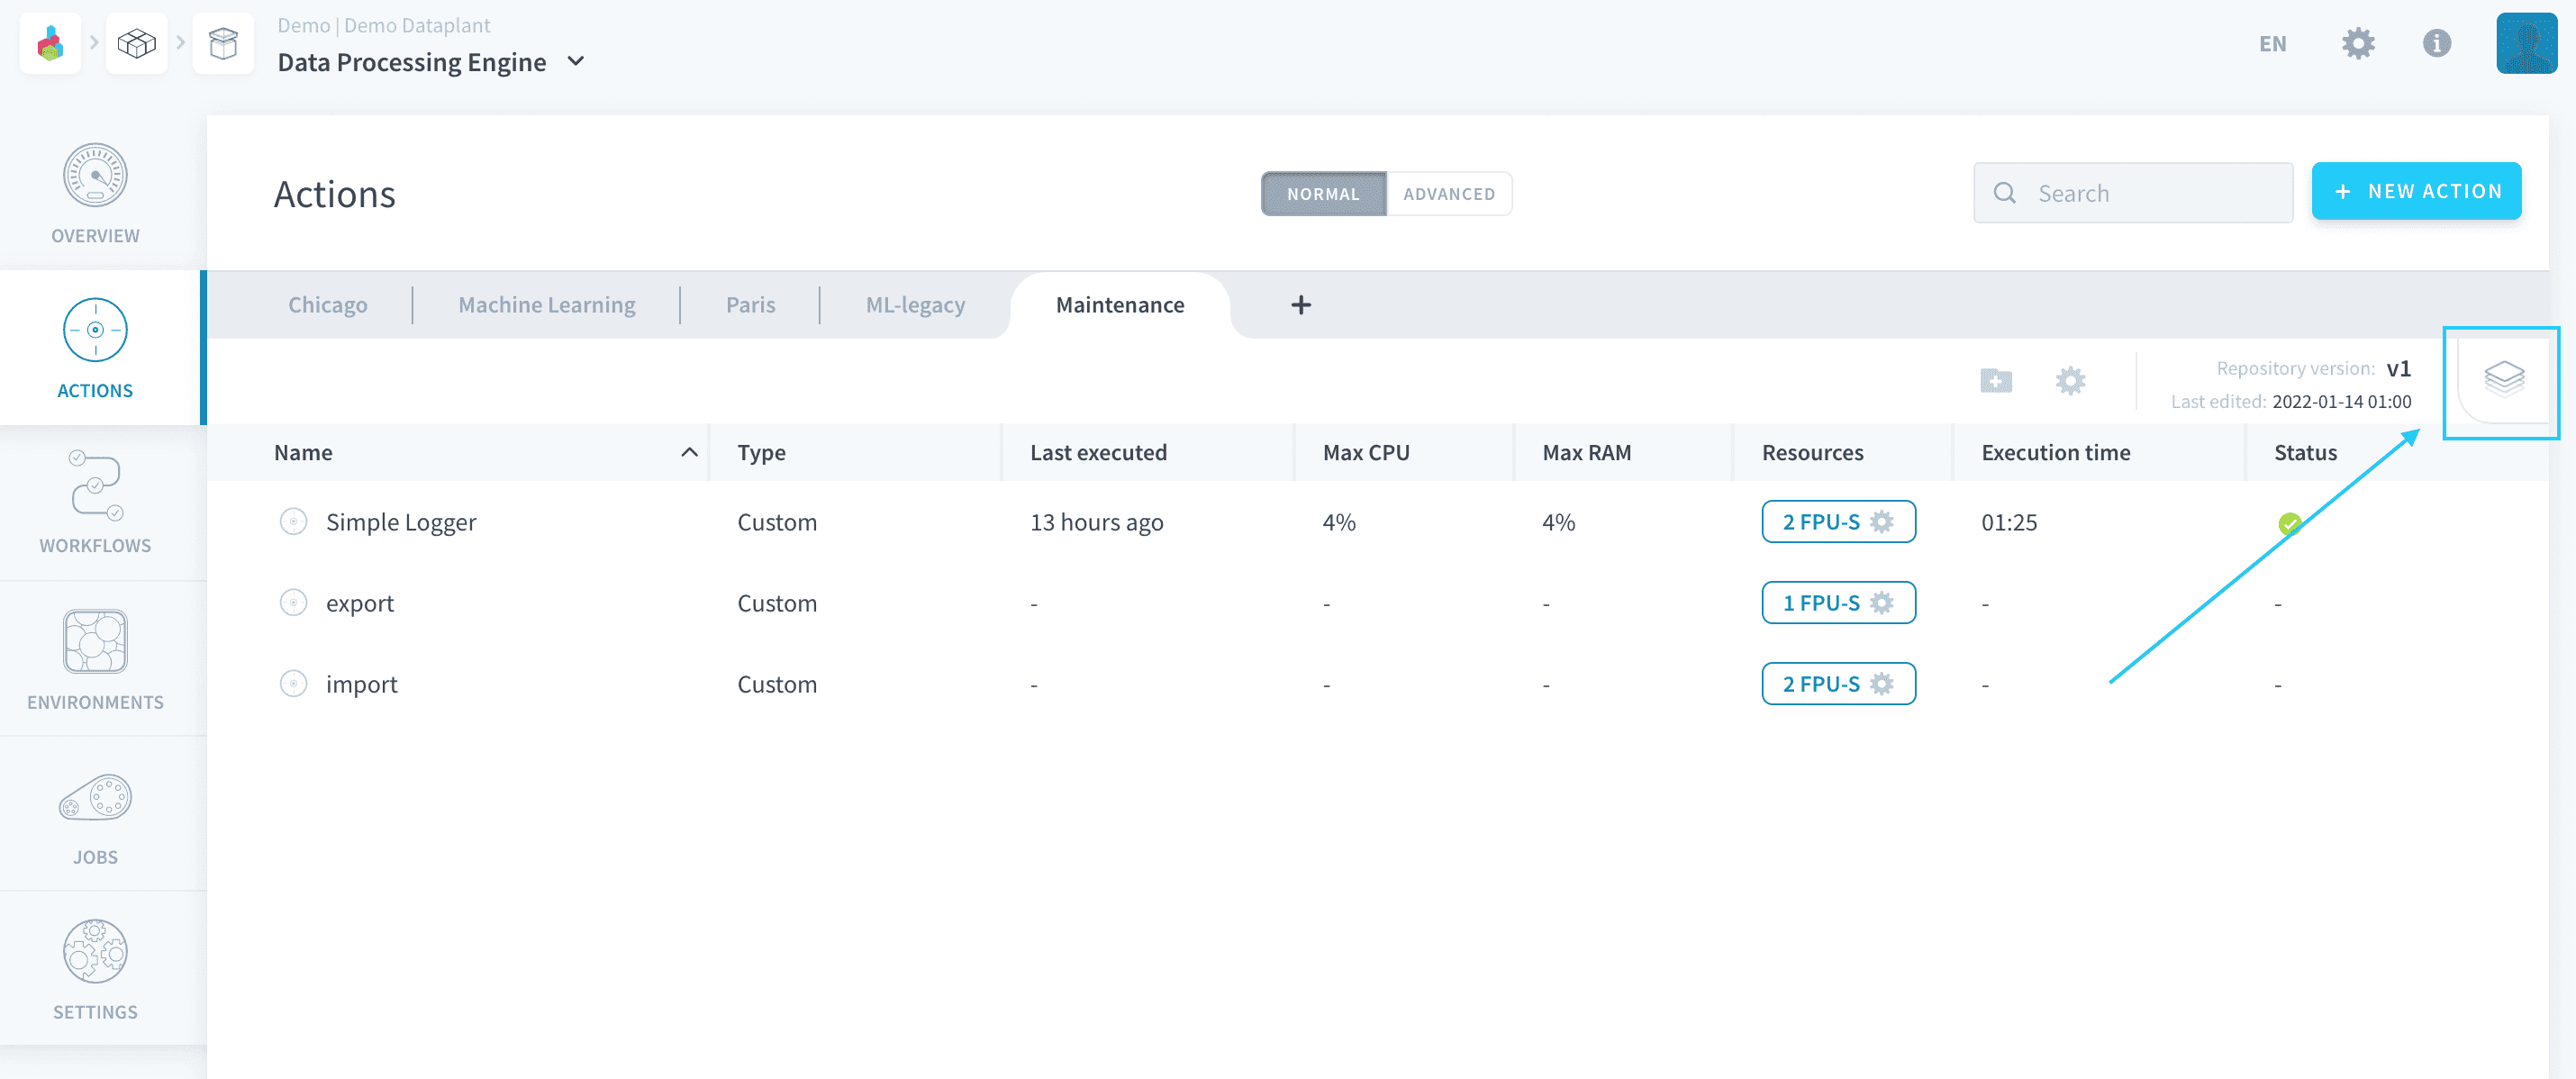 Demo | Demo Dataplant
Data Processing Engine
EN
OVERVIEW
ACTIONS
WORKFLOWS
ENVIRONMENTS
JOBS
SETTINGS
Actions
NORMAL ADVANCED
Search
+ NEW ACTION
Chicago Machine Learning Paris ML-legacy Maintenance +
Repository version: v1
Last edited: 2022-01-14 01:00
Name Type Last executed Max CPU Max RAM Resources Execution time Status
Simple Logger Custom 13 hours ago 4% 4% 2 FPU-S 01:25
export Custom - - - 1 FPU-S - -
import Custom - - - 2 FPU-S - -